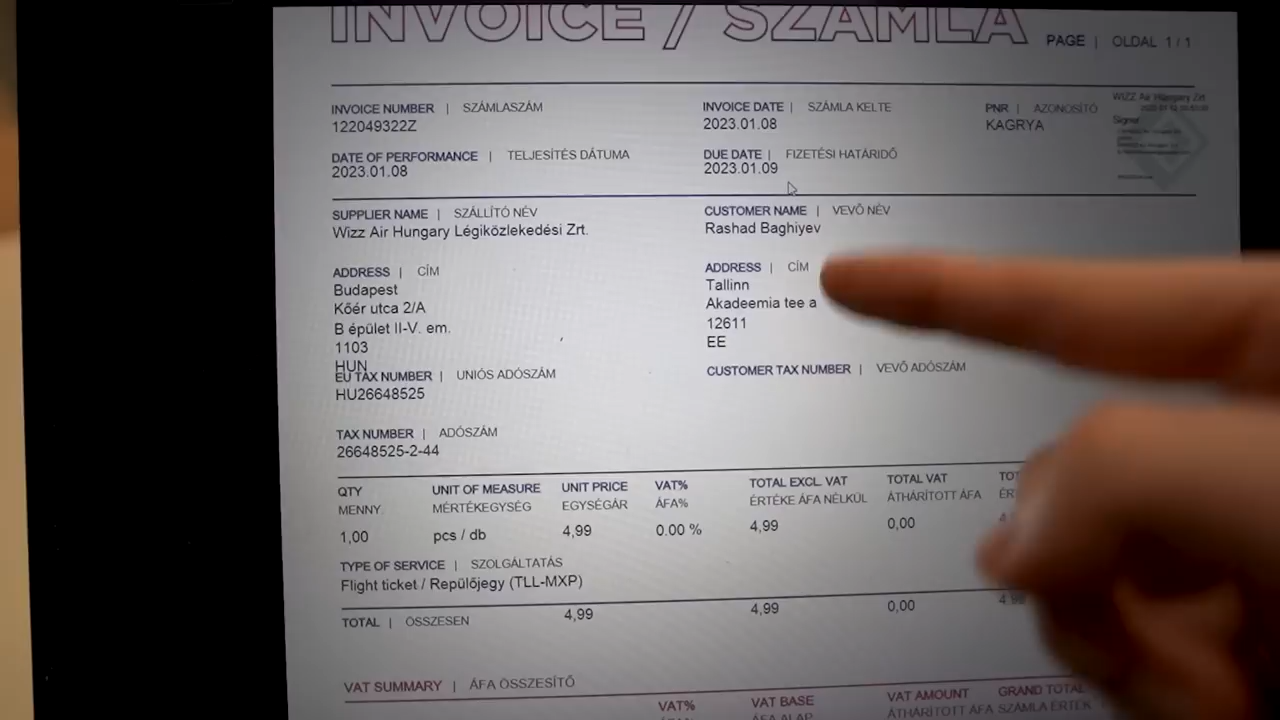 INVOICE / SZÁMLA
PAGE | OLDAL 1 / 1
INVOICE NUMBER | SZÁMLASZÁM
122049322Z
INVOICE DATE | SZÁMLA KELTE
2023.01.08
PNR | AZONOSÍTÓ
KAGRYA
WIZZ Air Hungary Zrt.
DATE OF PERFORMANCE | TELJESÍTÉS DÁTUMA
2023.01.08
DUE DATE | FIZETÉSI HATÁRIDŐ
2023.01.09
SUPPLIER NAME | SZÁLLÍTÓ NÉV
Wizz Air Hungary Légiközlekedési Zrt.
CUSTOMER NAME | VEVŐ NÉV
Rashad Baghiyev
ADDRESS | CÍM
Budapest
Kőér utca 2/A
B épület II-V. em.
1103
HUN
ADDRESS | CÍM
Tallinn
Akadeemia tee a
12611
EE
EU TAX NUMBER | UNIÓS ADÓSZÁM
HU26648525
CUSTOMER TAX NUMBER | VEVŐ ADÓSZÁM
TAX NUMBER | ADÓSZÁM
26648525-2-44
QTY UNIT OF MEASURE UNIT PRICE VAT% TOTAL EXCL. VAT TOTAL VAT
MENNY. MÉRTÉKEGYSÉG EGYSÉGÁR ÁFA% ÉRTÉKE ÁFA NÉLKÜL ÁTHÁRÍTOTT ÁFA
1,00 pcs / db 4,99 0.00 % 4,99 0,00
TYPE OF SERVICE | SZOLGÁLTATÁS
Flight ticket / Repülőjegy (TLL-MXP)
TOTAL | ÖSSZESEN 4,99 4,99 0,00 4,99
VAT SUMMARY | ÁFA ÖSSZESÍTŐ
VAT% VAT BASE VAT AMOUNT GRAND TOTAL
ÁFA ALAP ÁTHÁRÍTOTT ÁFA SZÁMLA ÉRTÉK